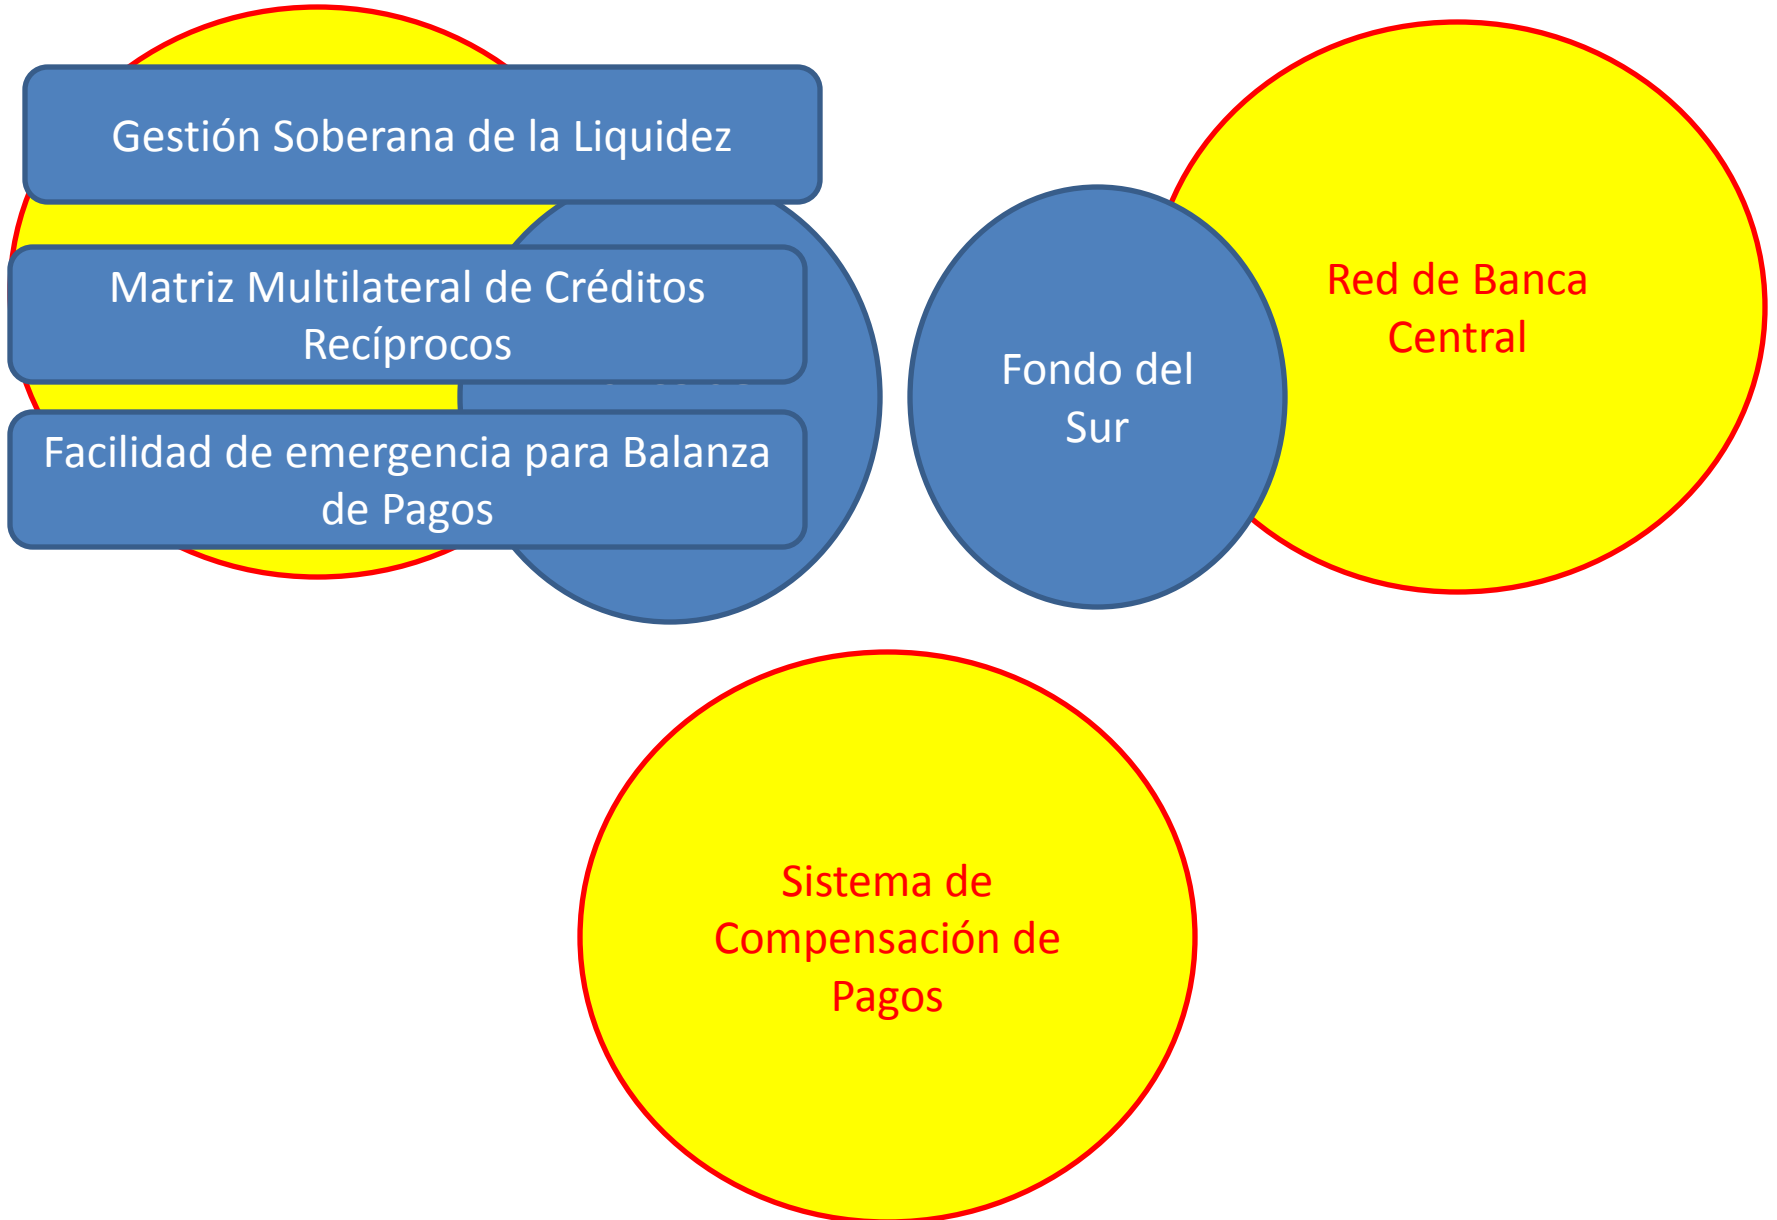 Gestión Soberana de la Liquidez
Matriz Multilateral de Créditos
Recíprocos
Facilidad de emergencia para Balanza
de Pagos
Fondo del
Sur
Red de Banca
Central
Sistema de
Compensación de
Pagos